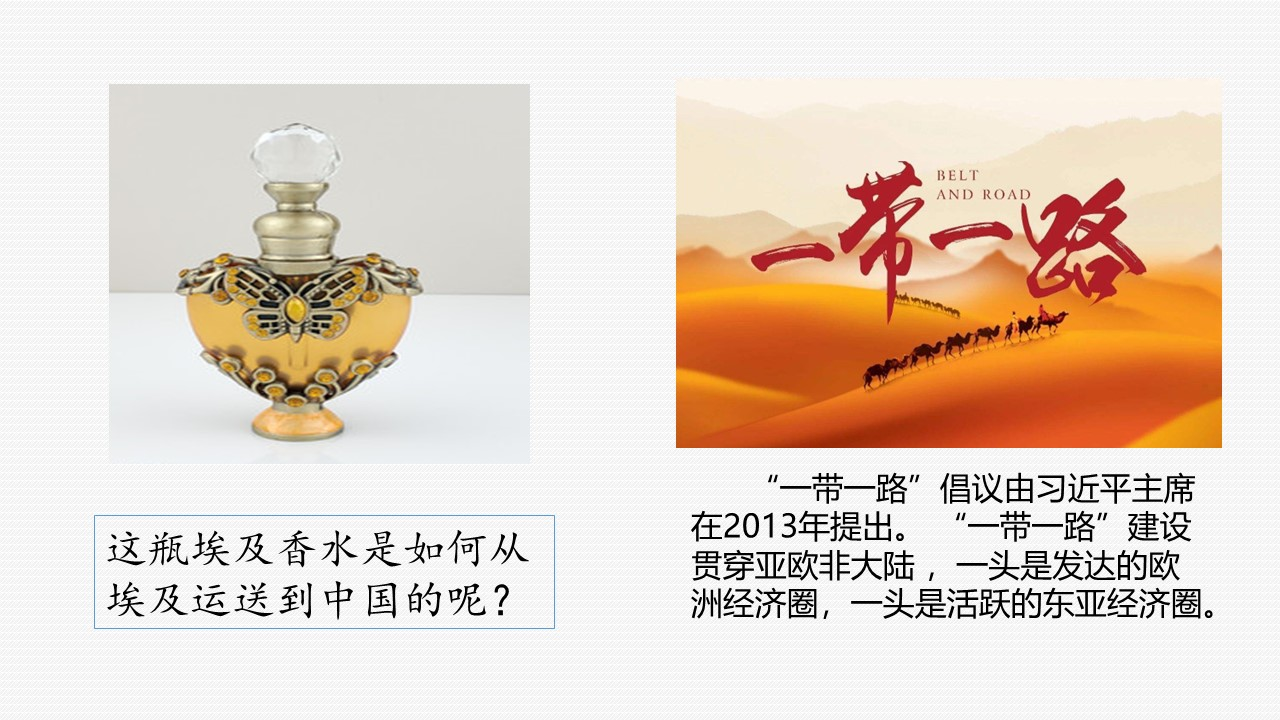 BELT
AND ROAD
一带一路
这瓶埃及香水是如何从
埃及运送到中国的呢？
“一带一路”倡议由习近平主席
在2013年提出。 “一带一路”建设
贯穿亚欧非大陆 ，一头是发达的欧
洲经济圈，一头是活跃的东亚经济圈。